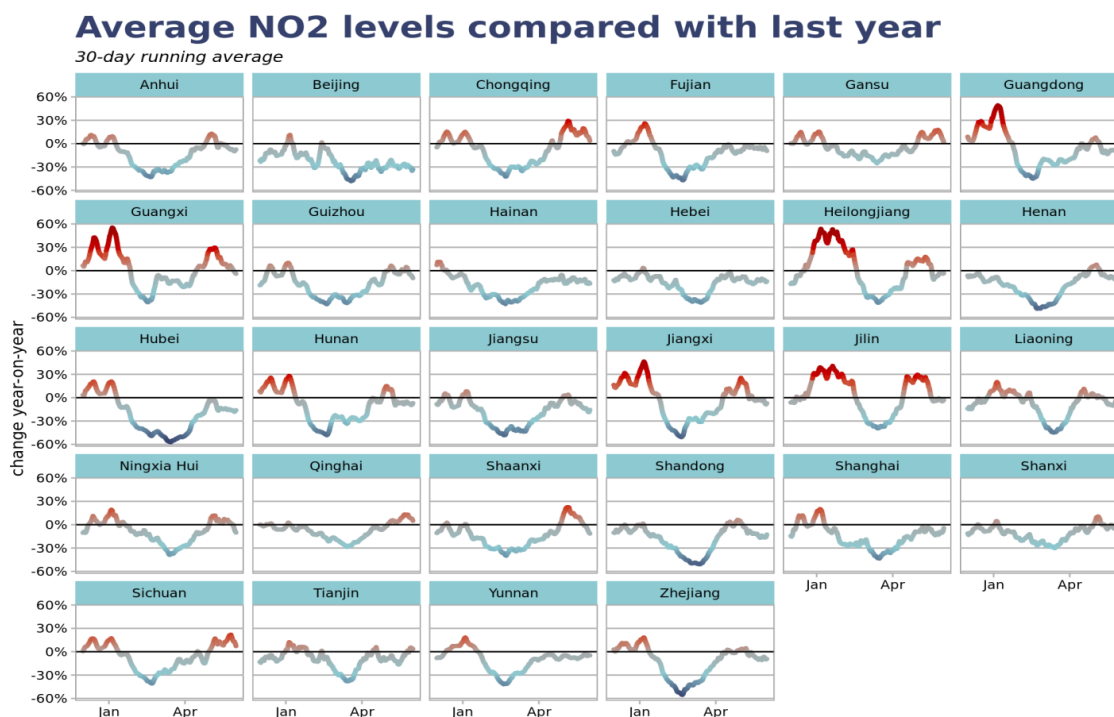 Average NO2 levels compared with last year
30-day running average
change year-on-year
Anhui Beijing Chongqing Fujian Gansu Guangdong
60%
30%
0%
-30%
-60%
Guangxi Guizhou Hainan Hebei Heilongjiang Henan
60%
30%
0%
-30%
-60%
Hubei Hunan Jiangsu Jiangxi Jilin Liaoning
60%
30%
0%
-30%
-60%
Ningxia Hui Qinghai Shaanxi Shandong Shanghai Shanxi
60%
30%
0%
-30%
-60%
Jan Apr Jan Apr
Sichuan Tianjin Yunnan Zhejiang
60%
30%
0%
-30%
-60%
Jan Apr Jan Apr Jan Apr Jan Apr